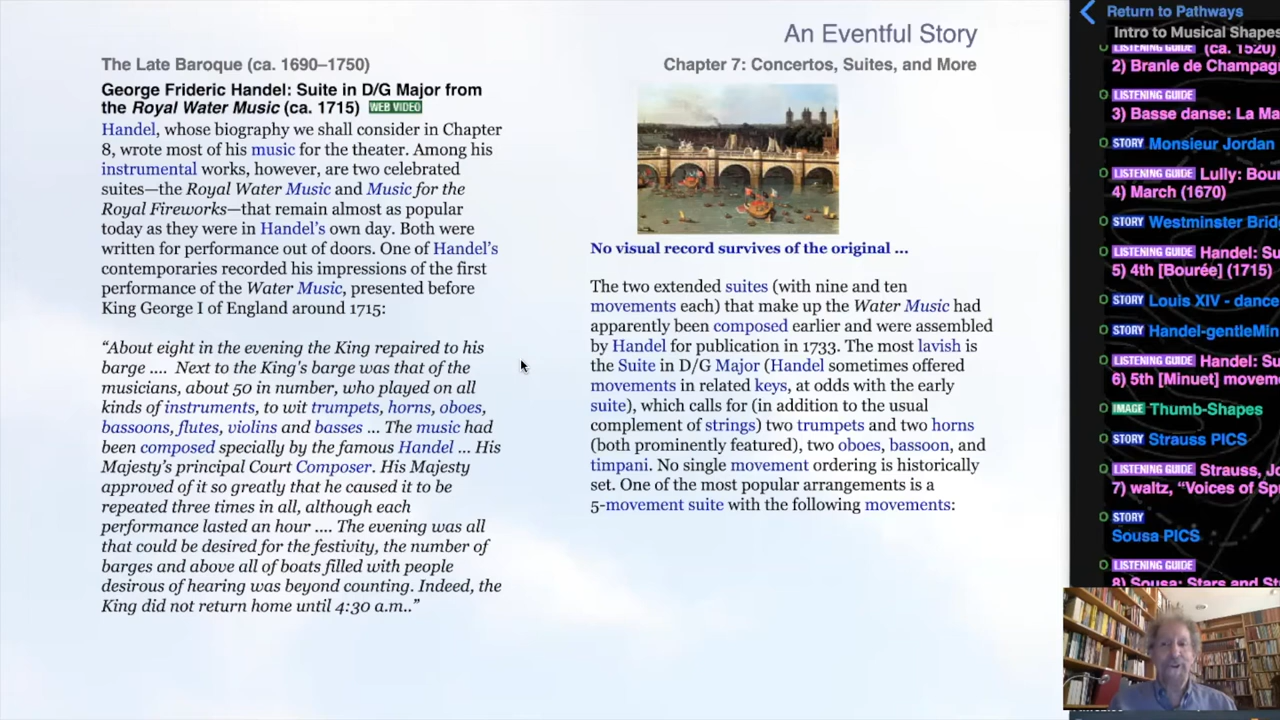 An Eventful Story
The Late Baroque (ca. 1690–1750)
Chapter 7: Concertos, Suites, and More
George Frideric Handel: Suite in D/G Major from
the Royal Water Music (ca. 1715) WEB VIDEO
Handel, whose biography we shall consider in Chapter
8, wrote most of his music for the theater. Among his
instrumental works, however, are two celebrated
suites—the Royal Water Music and Music for the
Royal Fireworks—that remain almost as popular
today as they were in Handel’s own day. Both were
written for performance out of doors. One of Handel’s
contemporaries recorded his impressions of the first
performance of the Water Music, presented before
King George I of England around 1715:
“About eight in the evening the King repaired to his
barge .... Next to the King’s barge was that of the
musicians, about 50 in number, who played on all
kinds of instruments, to wit trumpets, horns, oboes,
bassoons, flutes, violins and basses ... The music had
been composed specially by the famous Handel ... His
Majesty’s principal Court Composer. His Majesty
approved of it so greatly that he caused it to be
repeated three times in all, although each
performance lasted an hour .... The evening was all
that could be desired for the festivity, the number of
barges and above all of boats filled with people
desirous of hearing was beyond counting. Indeed, the
King did not return home until 4:30 a.m..”
No visual record survives of the original ...
The two extended suites (with nine and ten
movements each) that make up the Water Music had
apparently been composed earlier and were assembled
by Handel for publication in 1733. The most lavish is
the Suite in D/G Major (Handel sometimes offered
movements in related keys, at odds with the early
suite), which calls for (in addition to the usual
complement of strings) two trumpets and two horns
(both prominently featured), two oboes, bassoon, and
timpani. No single movement ordering is historically
set. One of the most popular arrangements is a
5-movement suite with the following movements:
Return to Pathways
Intro to Musical Shapes
LISTENING GUIDE (ca. 1520)
2) Branle de Champag
LISTENING GUIDE
3) Basse danse: La Ma
STORY Monsieur Jordan
LISTENING GUIDE Lully: Bour
4) March (1670)
STORY Westminster Brid
LISTENING GUIDE Handel: Su
5) 4th [Bourée] (1715)
STORY Louis XIV - dance
STORY Handel-gentleMin
LISTENING GUIDE Handel: Su
6) 5th [Minuet] movem
IMAGE Thumb-Shapes
STORY Strauss PICS
LISTENING GUIDE Strauss, Jo
7) waltz, “Voices of Sp
STORY
Sousa PICS
LISTENING GUIDE
8) Sousa: Stars and St